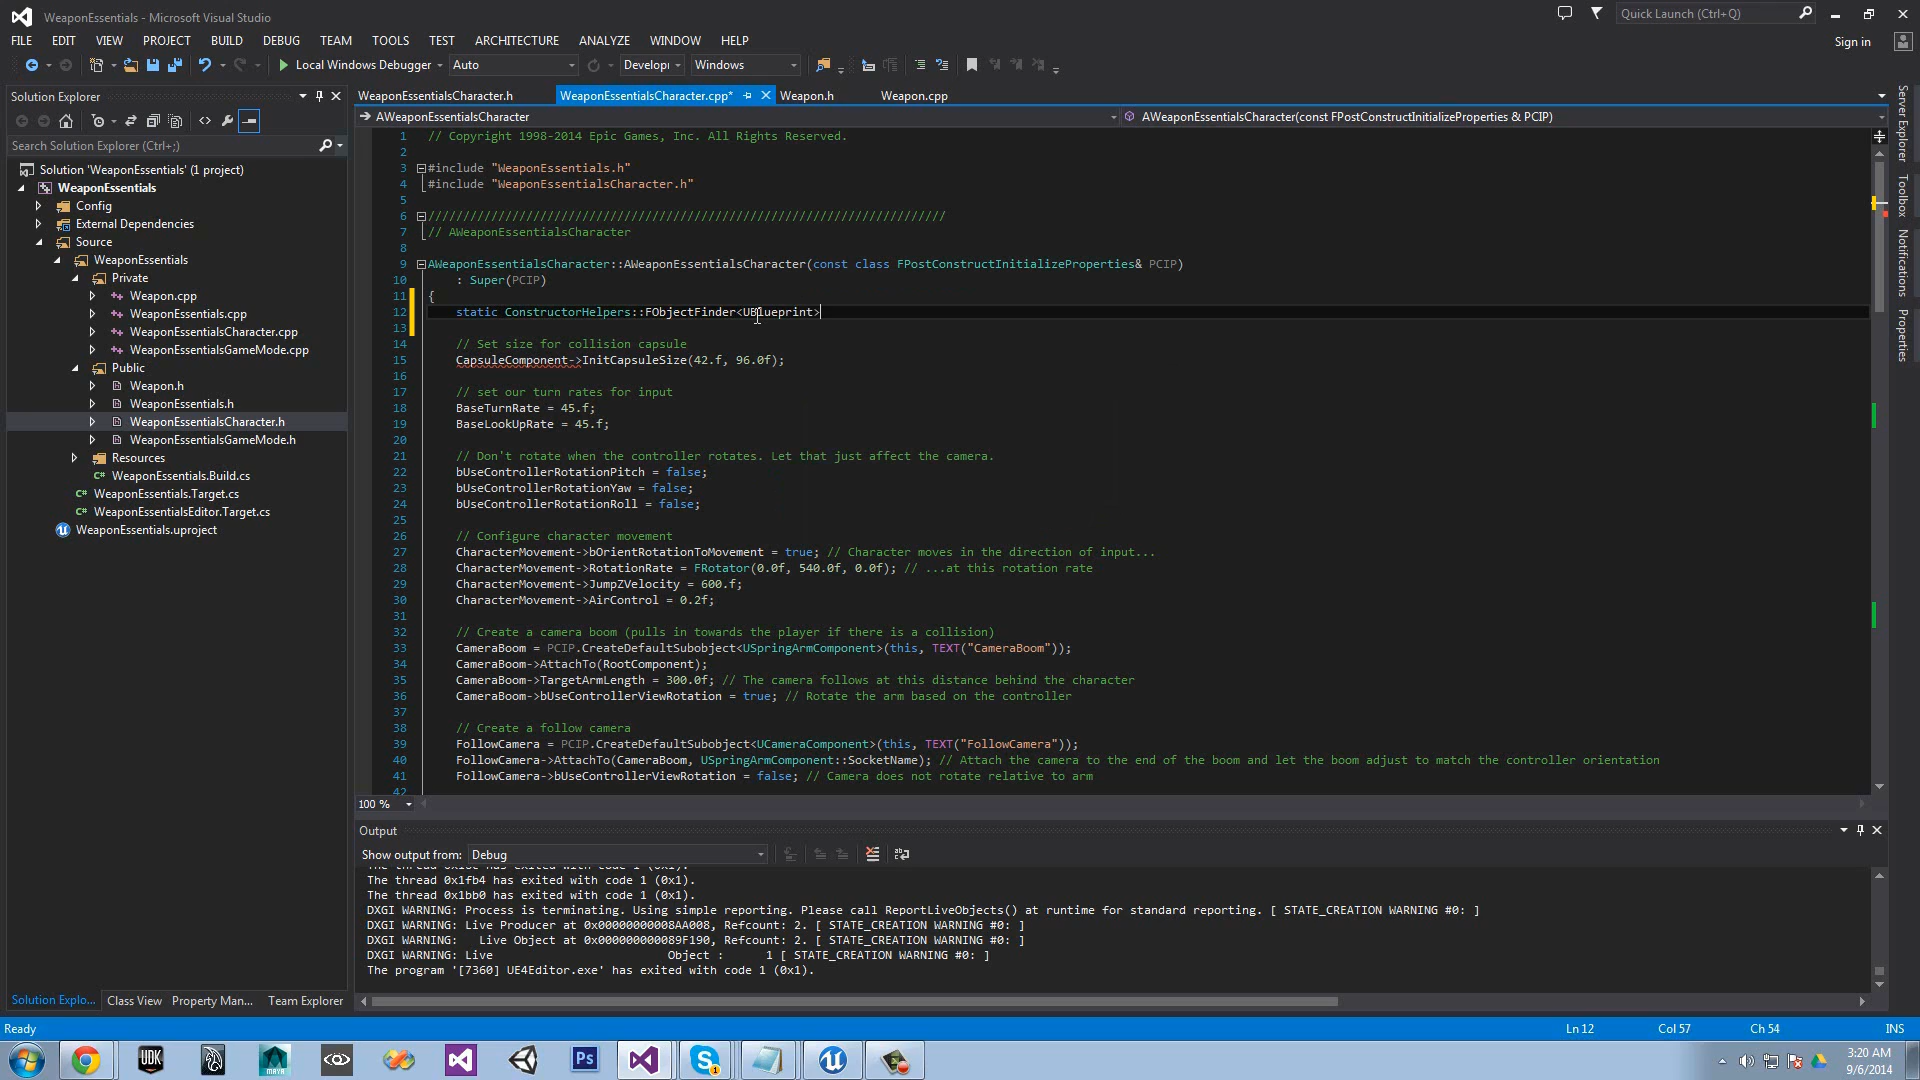 WeaponEssentials - Microsoft Visual Studio
Quick Launch (Ctrl+Q)
FILE EDIT VIEW PROJECT BUILD DEBUG TEAM TOOLS TEST ARCHITECTURE ANALYZE WINDOW HELP
Sign in
Local Windows Debugger Auto Develop Windows
Solution Explorer
WeaponEssentialsCharacter.h WeaponEssentialsCharacter.cpp* Weapon.h Weapon.cpp
AWeaponEssentialsCharacter AWeaponEssentialsCharacter(const FPostConstructInitializeProperties & PCIP)
Search Solution Explorer (Ctrl+;)
Solution 'WeaponEssentials' (1 project)
WeaponEssentials
Config
External Dependencies
Source
WeaponEssentials
Private
Weapon.cpp
WeaponEssentials.cpp
WeaponEssentialsCharacter.cpp
WeaponEssentialsGameMode.cpp
Public
Weapon.h
WeaponEssentials.h
WeaponEssentialsCharacter.h
WeaponEssentialsGameMode.h
Resources
WeaponEssentials.Build.cs
WeaponEssentials.Target.cs
WeaponEssentialsEditor.Target.cs
WeaponEssentials.uproject
Solution Explo... Class View Property Man... Team Explorer
1 // Copyright 1998-2014 Epic Games, Inc. All Rights Reserved.
2
3 #include "WeaponEssentials.h"
4 #include "WeaponEssentialsCharacter.h"
5
6 //////////////////////////////////////////////////////////////////////////
7 // AWeaponEssentialsCharacter
8
9 AWeaponEssentialsCharacter::AWeaponEssentialsCharacter(const class FPostConstructInitializeProperties& PCIP)
10 : Super(PCIP)
11 {
12 static ConstructorHelpers::FObjectFinder<UBlueprint>
13
14 // Set size for collision capsule
15 CapsuleComponent->InitCapsuleSize(42.f, 96.0f);
16
17 // set our turn rates for input
18 BaseTurnRate = 45.f;
19 BaseLookUpRate = 45.f;
20
21 // Don't rotate when the controller rotates. Let that just affect the camera.
22 bUseControllerRotationPitch = false;
23 bUseControllerRotationYaw = false;
24 bUseControllerRotationRoll = false;
25
26 // Configure character movement
27 CharacterMovement->bOrientRotationToMovement = true; // Character moves in the direction of input...
28 CharacterMovement->RotationRate = FRotator(0.0f, 540.0f, 0.0f); // ...at this rotation rate
29 CharacterMovement->JumpZVelocity = 600.f;
30 CharacterMovement->AirControl = 0.2f;
31
32 // Create a camera boom (pulls in towards the player if there is a collision)
33 CameraBoom = PCIP.CreateDefaultSubobject<USpringArmComponent>(this, TEXT("CameraBoom"));
34 CameraBoom->AttachTo(RootComponent);
35 CameraBoom->TargetArmLength = 300.0f; // The camera follows at this distance behind the character
36 CameraBoom->bUseControllerViewRotation = true; // Rotate the arm based on the controller
37
38 // Create a follow camera
39 FollowCamera = PCIP.CreateDefaultSubobject<UCameraComponent>(this, TEXT("FollowCamera"));
40 FollowCamera->AttachTo(CameraBoom, USpringArmComponent::SocketName); // Attach the camera to the end of the boom and let the boom adjust to match the controller orientation
41 FollowCamera->bUseControllerViewRotation = false; // Camera does not rotate relative to arm
42
100 %
Server Explorer
Toolbox
Notifications
Properties
Output
Show output from: Debug
The thread 0x1fb4 has exited with code 1 (0x1).
The thread 0x1bb0 has exited with code 1 (0x1).
DXGI WARNING: Process is terminating. Using simple reporting. Please call ReportLiveObjects() at runtime for standard reporting. [ STATE_CREATION WARNING #0: ]
DXGI WARNING: Live Producer at 0x00000000008AA008, Refcount: 2. [ STATE_CREATION WARNING #0: ]
DXGI WARNING: Live Object at 0x000000000089F190, Refcount: 2. [ STATE_CREATION WARNING #0: ]
DXGI WARNING: Live Object : 1 [ STATE_CREATION WARNING #0: ]
The program '[7360] UE4Editor.exe' has exited with code 1 (0x1).
Ready Ln 12 Col 57 Ch 54 INS
UDK MAYA Ps
3:20 AM
9/6/2014